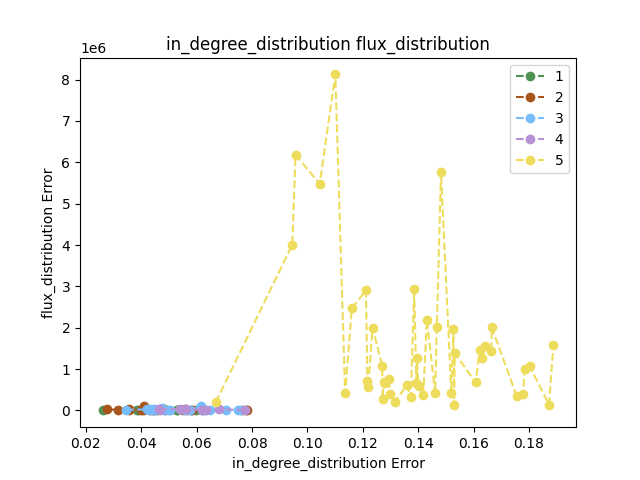 in_degree_distribution flux_distribution
1e6
8
7
6
5
4
3
2
1
0
flux_distribution Error
0.02 0.04 0.06 0.08 0.10 0.12 0.14 0.16 0.18
in_degree_distribution Error
1
2
3
4
5